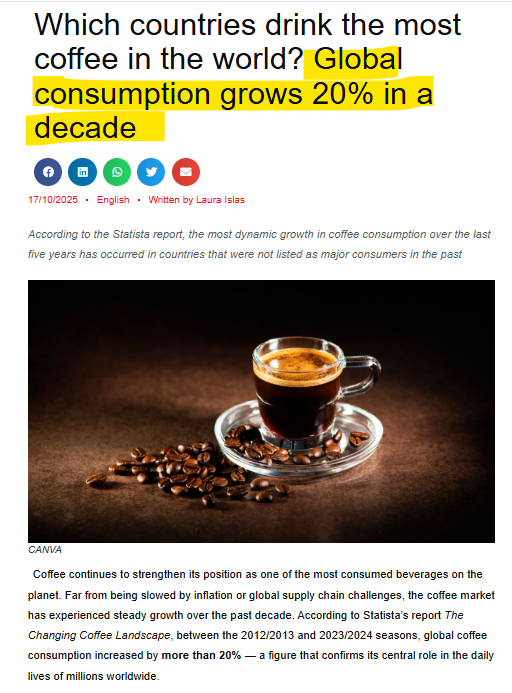 Which countries drink the most
coffee in the world? Global
consumption grows 20% in a
decade
17/10/2025 • English • Written by Laura Islas
According to the Statista report, the most dynamic growth in coffee consumption over the last
five years has occurred in countries that were not listed as major consumers in the past
CANVA
Coffee continues to strengthen its position as one of the most consumed beverages on the
planet. Far from being slowed by inflation or global supply chain challenges, the coffee market
has experienced steady growth over the past decade. According to Statista's report The
Changing Coffee Landscape, between the 2012/2013 and 2023/2024 seasons, global coffee
consumption increased by more than 20% — a figure that confirms its central role in the daily
lives of millions worldwide.